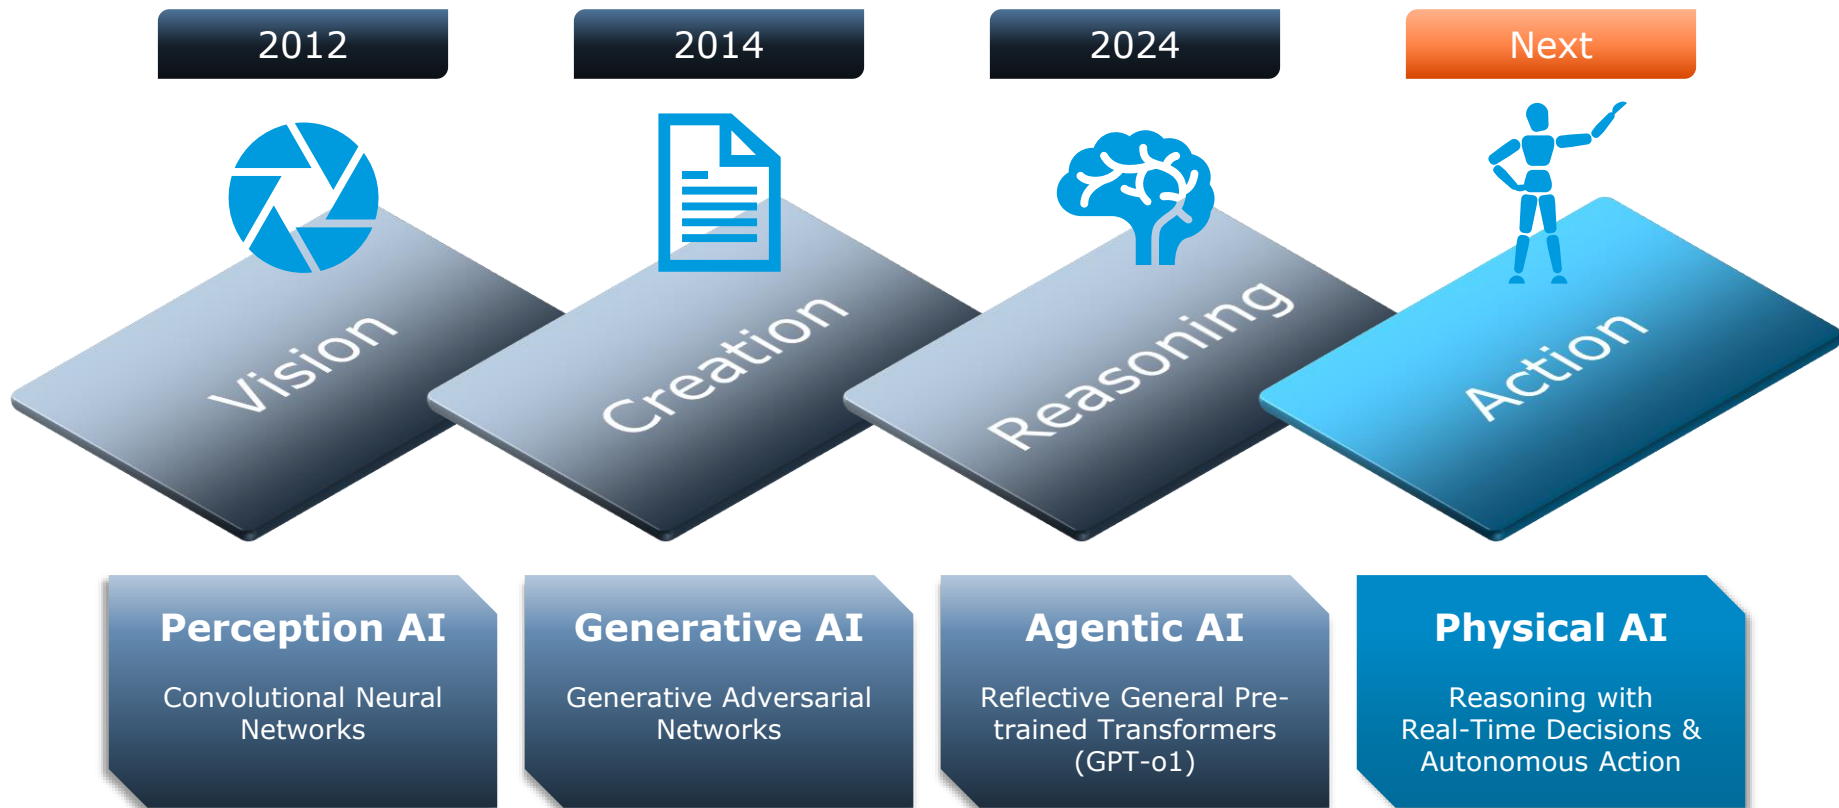 2012
2014
2024
Next
Vision
Creation
Reasoning
Action
Perception AI
Convolutional Neural
Networks
Generative AI
Generative Adversarial
Networks
Agentic AI
Reflective General Pre-
trained Transformers
(GPT-o1)
Physical AI
Reasoning with
Real-Time Decisions &
Autonomous Action